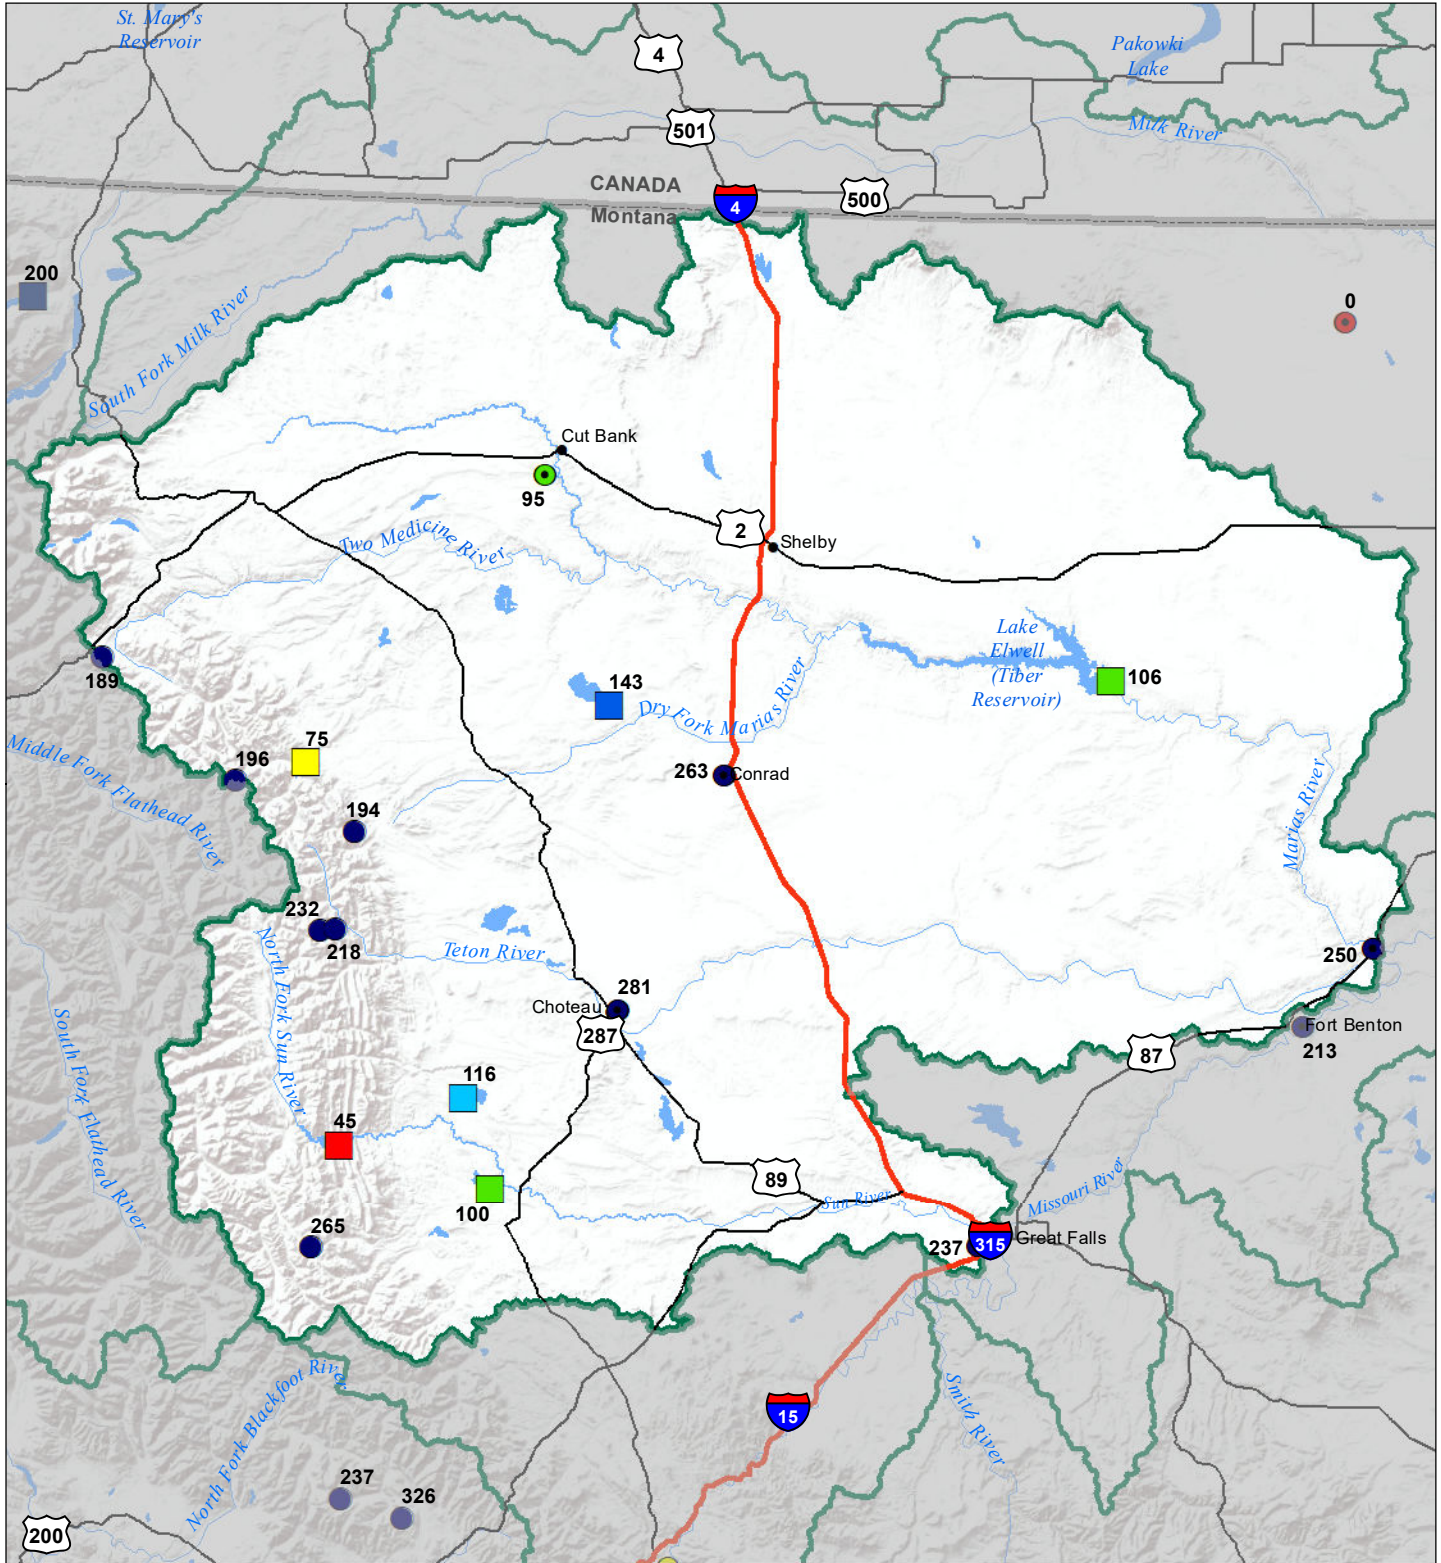 St. Mary's
Reservoir
4
Pakowki
Lake
501
Milk River
CANADA
Montana
4
500
200
0
South Fork Milk River
Cut Bank
95
2
Shelby
Two Medicine River
Lake
Elwell
(Tiber
Reservoir)
106
189
143
Dry Fork Marias River
75
Middle Fork Flathead River
196
263
Conrad
194
Marias River
232
218
North Fork Sun River
Teton River
250
281
Choteau
287
Fort Benton
213
87
South Fork Flathead River
116
45
89
100
Sun River
Missouri River
265
237
315
Great Falls
North Fork Blackfoot River
15
Smith River
237
326
200